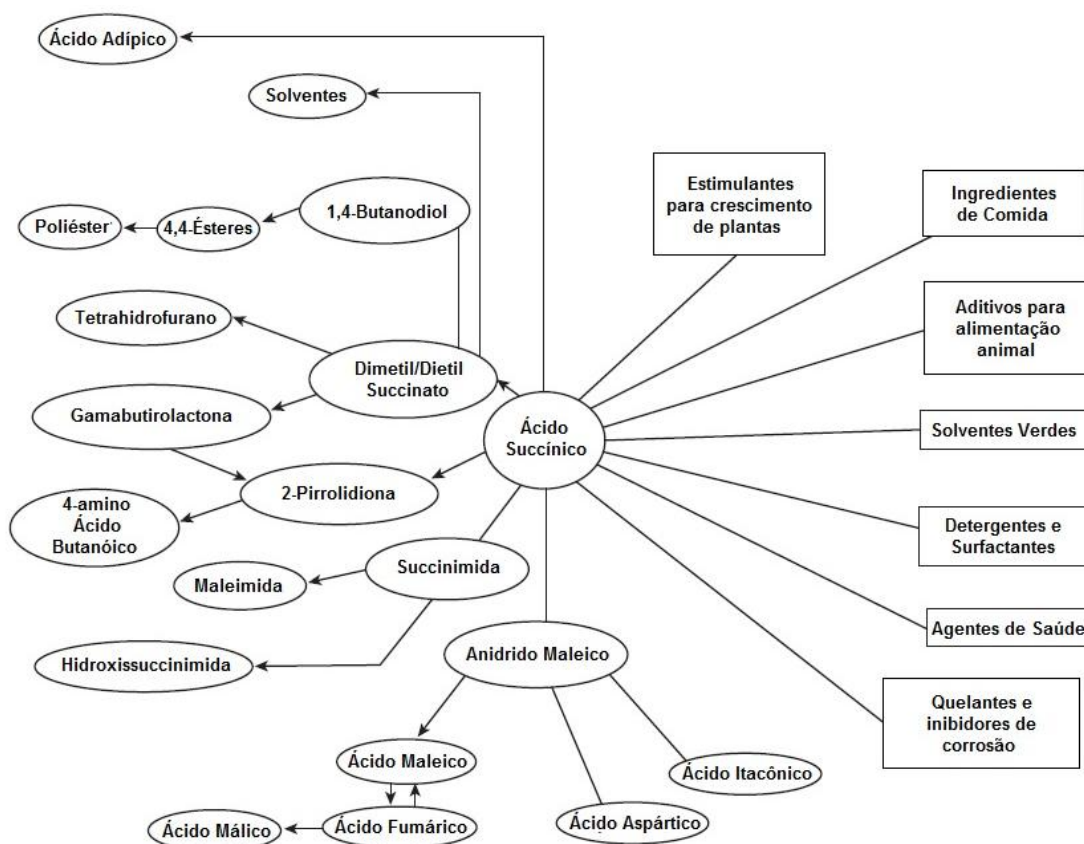 Ácido Adípico
Solventes
Estimulantes
para crescimento
de plantas
Ingredientes
de Comida
1,4-Butanodiol
4,4-Ésteres
Poliéster
Aditivos para
alimentação
animal
Tetrahidrofurano
Dimetil/Dietil
Succinato
Gamabutirolactona
Ácido
Succínico
Solventes Verdes
2-Pirrolidiona
4-amino
Ácido
Butanóico
Detergentes e
Surfactantes
Succinimida
Maleimida
Agentes de Saúde
Anidrido Maleico
Hidroxissuccinimida
Quelantes e
inibidores de
corrosão
Ácido Maleico
Ácido Itacônico
Ácido Málico
Ácido Fumárico
Ácido Aspártico